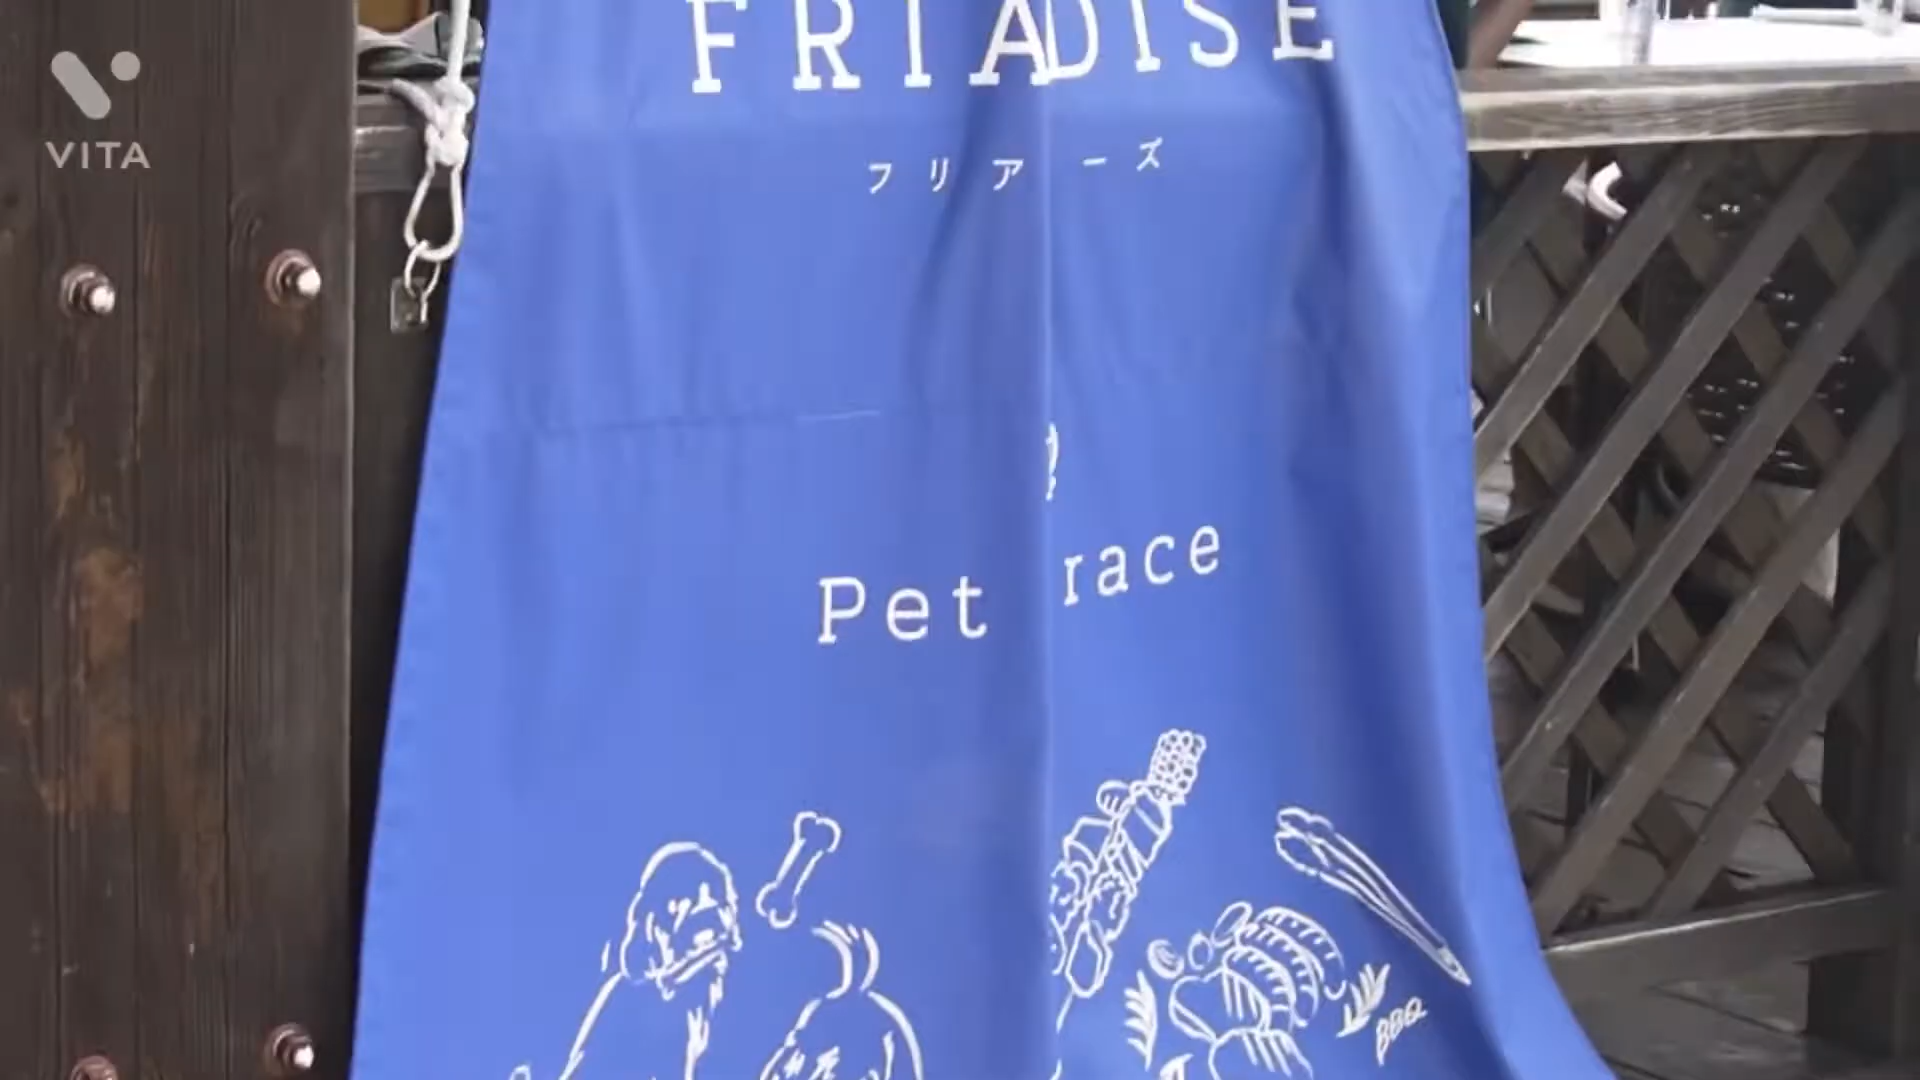 VITA
FRIADISE
フリアーズ
Pet race
BBQ